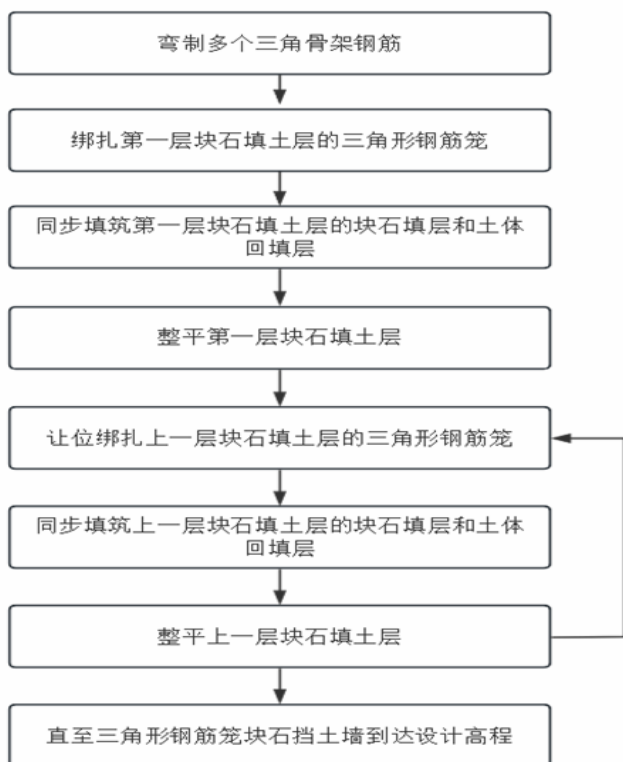 弯制多个三角骨架钢筋
绑扎第一层块石填土层的三角形钢筋笼
同步填筑第一层块石填土层的块石填层和土体
回填层
整平第一层块石填土层
让位绑扎上一层块石填土层的三角形钢筋笼
同步填筑上一层块石填土层的块石填层和土体
回填层
整平上一层块石填土层
直至三角形钢筋笼块石挡土墙到达设计高程